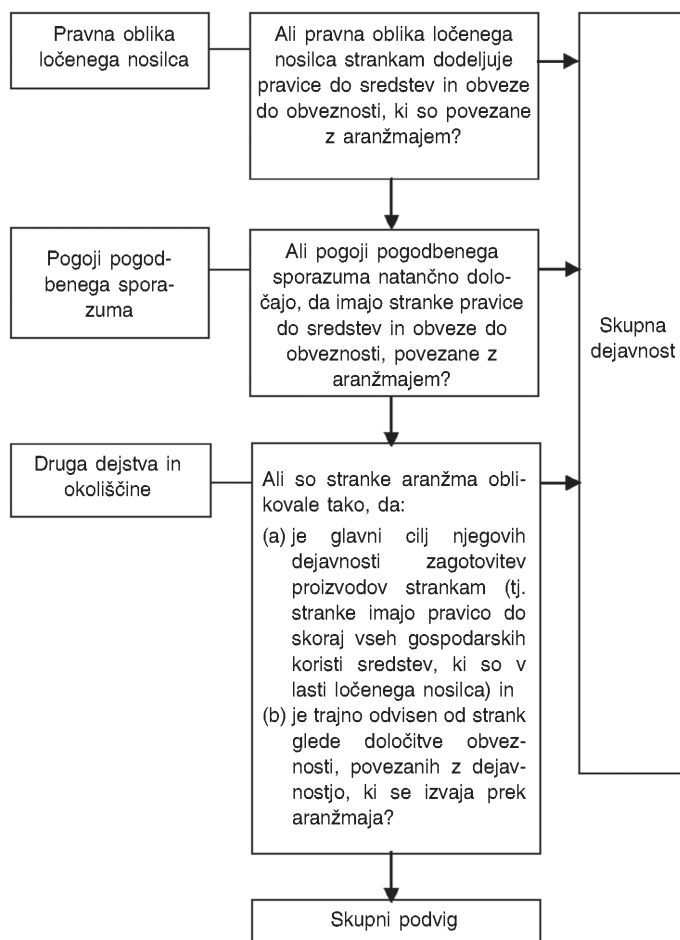 Pravna oblika
ločenega nosilca
Ali pravna oblika ločenega
nosilca strankam dodeljuje
pravice do sredstev in obveze
do obveznosti, ki so povezane
z aranžmajem?
Pogoji pogod-
benega spora-
zuma
Ali pogoji pogodbenega
sporazuma natančno dolo-
čajo, da imajo stranke pravice
do sredstev in obveze do
obveznosti, povezane z
aranžmajem?
Skupna
dejavnost
Druga dejstva in
okoliščine
Ali so stranke aranžma obli-
kovale tako, da:
(a) je glavni cilj njegovih
dejavnosti zagotovitev
proizvodov strankam (tj.
stranke imajo pravico do
skoraj vseh gospodarskih
koristi sredstev, ki so v
lasti ločenega nosilca) in
(b) je trajno odvisen od strank
glede določitve obvez-
nosti, povezanih z dejav-
nostjo, ki se izvaja prek
aranžmaja?
Skupni podvig